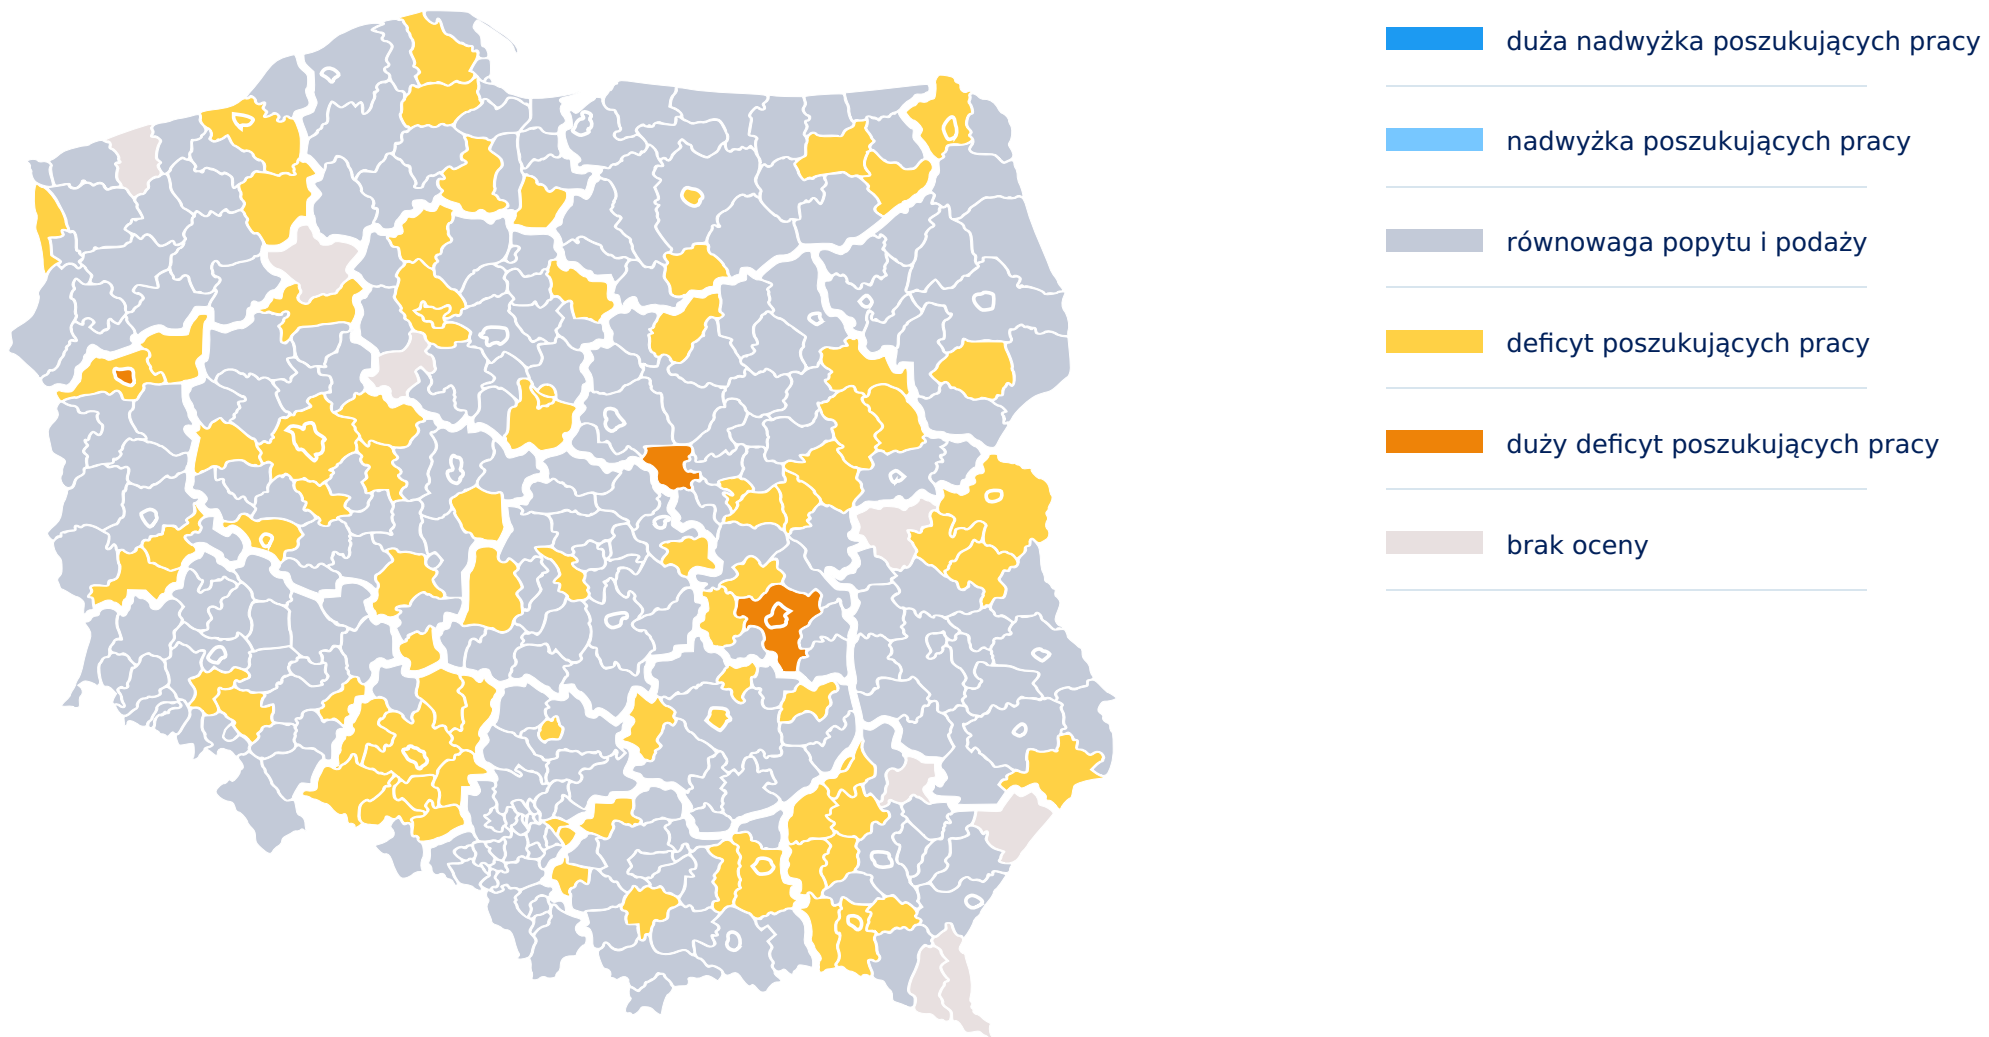 duża nadwyżka poszukujących pracy
nadwyżka poszukujących pracy
równowaga popytu i podaży
deficyt poszukujących pracy
duży deficyt poszukujących pracy
brak oceny